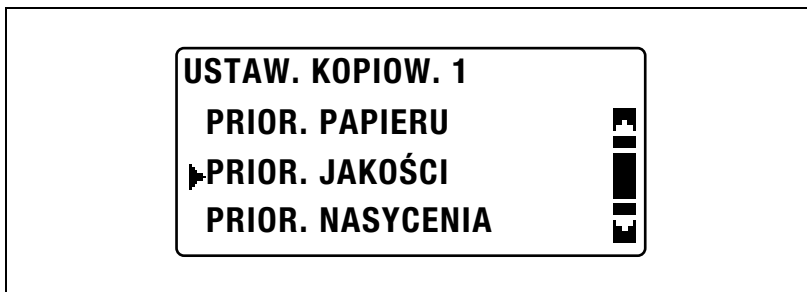 USTAW. KOPIOW. 1
PRIOR. PAPIERU
PRIOR. JAKOŚCI
PRIOR. NASYCENIA